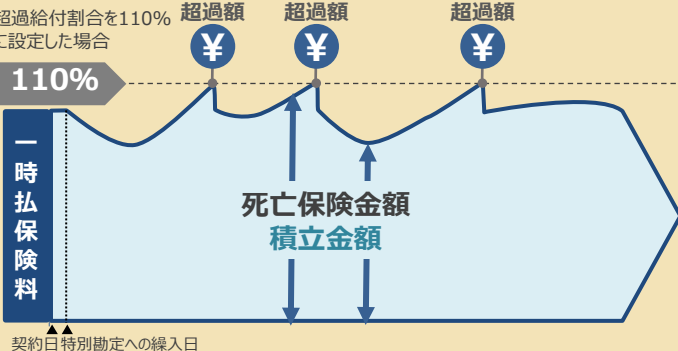 超過給付割合を110%
に設定した場合
超過額
超過額
超過額
¥
¥
¥
110%
一時払保険料
死亡保険金額
積立金額
契約日
特別勘定への繰入日